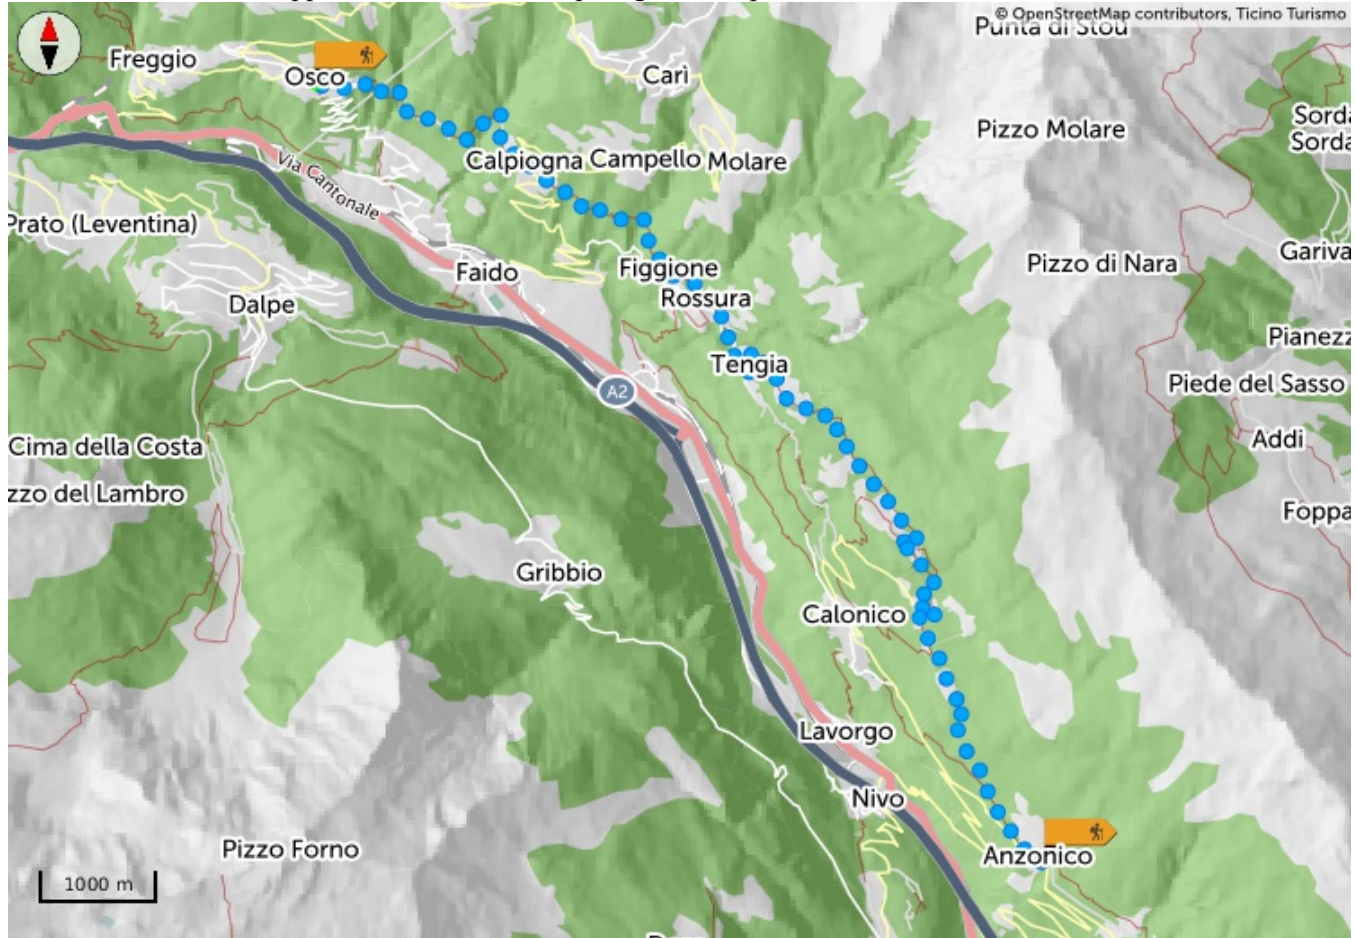 © OpenStreetMap contributors, Ticino Turismo
Punta di Stou
Freggio
Osco
Carì
Sorda
Sorda
Pizzo Molare
Calpiogna Campello Molare
Via Cantonale
Prato (Leventina)
Gariva
Faido
Figgione
Pizzo di Nara
Rossura
Dalpe
Pianezz
Tengia
Piede del Sasso
A2
Addi
Cima della Costa
zzo del Lambro
Foppa
Gribbio
Calonico
Lavorgo
Nivo
Pizzo Forno
Anzonico
1000 m